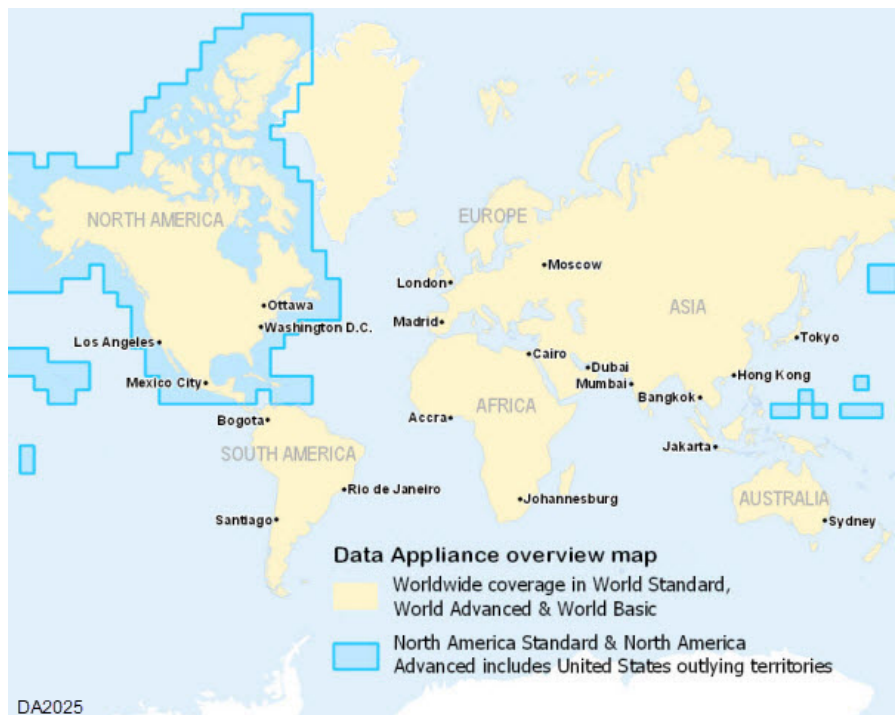 NORTH AMERICA
EUROPE
Moscow
London
Ottawa
ASIA
Washington D.C.
Madrid
Los Angeles
Tokyo
Cairo
Dubai
Hong Kong
Mexico City
Mumbai
Bangkok
AFRICA
Bogota
Accra
Jakarta
SOUTH AMERICA
Rio de Janeiro
Johannesburg
AUSTRALIA
Santiago
Sydney
Data Appliance overview map
Worldwide coverage in World Standard,
World Advanced & World Basic
North America Standard & North America
Advanced includes United States outlying territories
DA2025